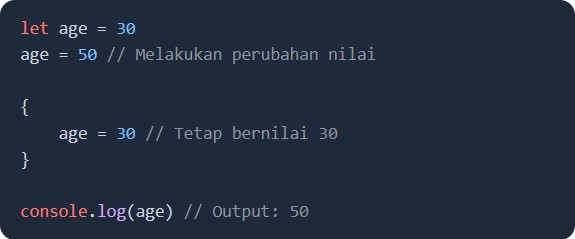 let age = 30
age = 50 // Melakukan perubahan nilai
{
    age = 30 // Tetap bernilai 30
}
console.log(age) // Output: 50